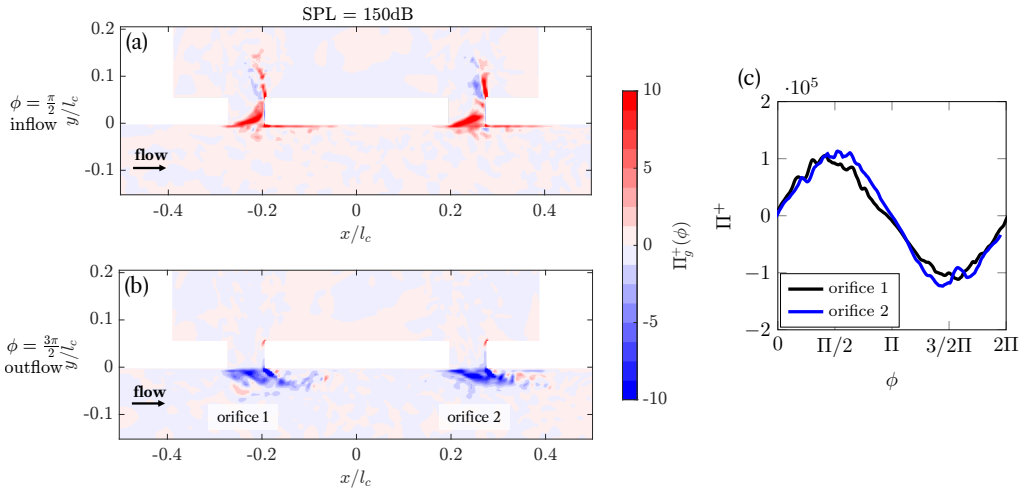 SPL = 150dB
(a)
ϕ = π/2
inflow
y/l_c
0.2
0.1
0
-0.1
flow
-0.4
-0.2
0
0.2
0.4
x/l_c
(b)
ϕ = 3π/2
outflow
y/l_c
0.2
0.1
0
-0.1
flow
orifice 1
orifice 2
-0.4
-0.2
0
0.2
0.4
x/l_c
10
5
0
-5
-10
Π_g^+(ϕ)
(c)
·10^5
2
1
0
−1
−2
Π^+
orifice 1
orifice 2
0
Π/2
Π
3/2Π
2Π
ϕ